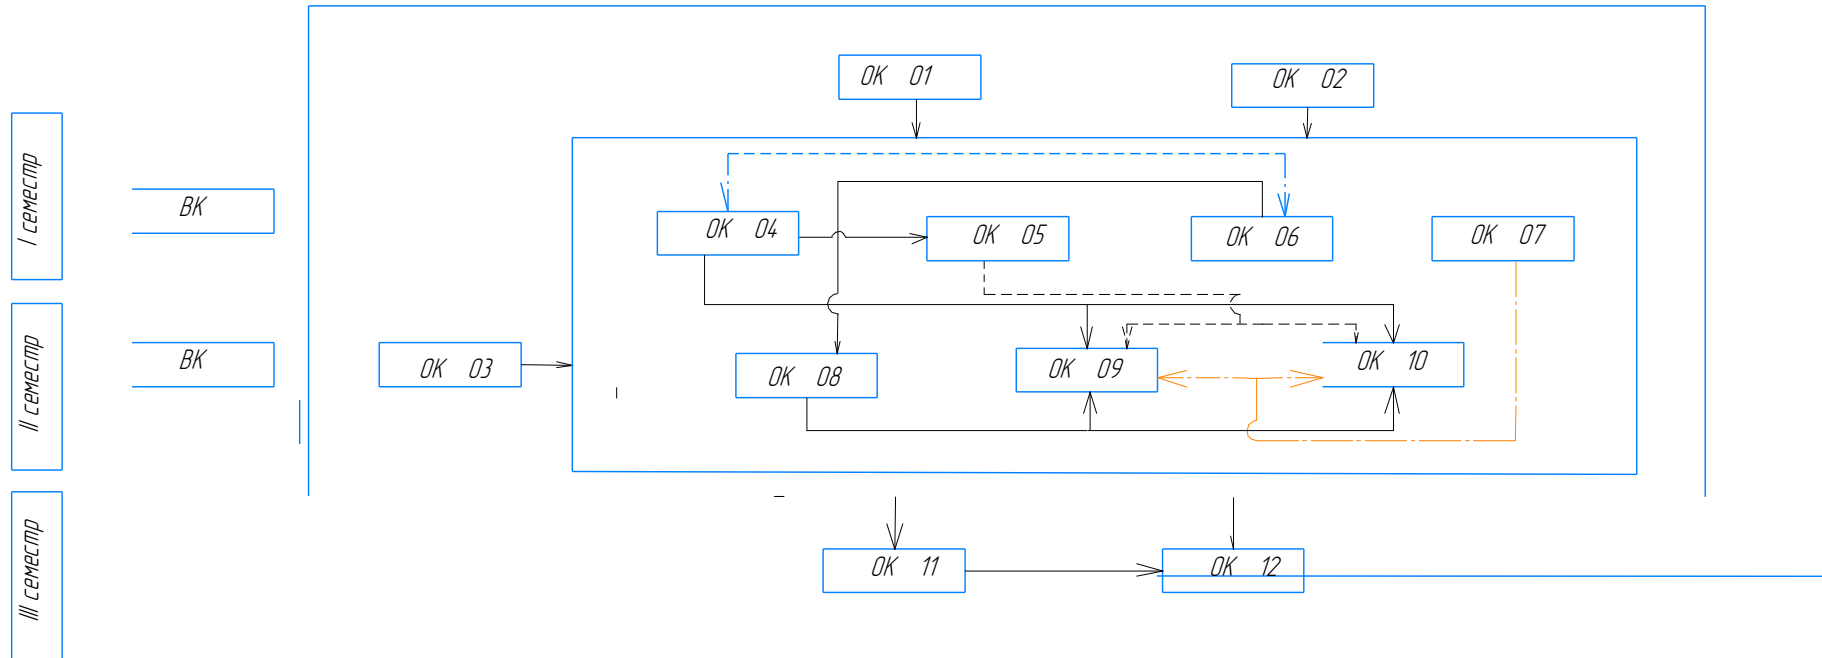 ОК 01
ОК 02
I семестр
ВК
ОК 04
ОК 05
ОК 06
ОК 07
II семестр
ВК
ОК 03
ОК 08
ОК 09
ОК 10
III семестр
ОК 11
ОК 12